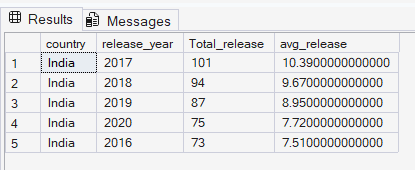 Results Messages
country release_year Total_release avg_release
1 India 2017 101 10.3900000000000
2 India 2018 94 9.6700000000000
3 India 2019 87 8.9500000000000
4 India 2020 75 7.7200000000000
5 India 2016 73 7.5100000000000